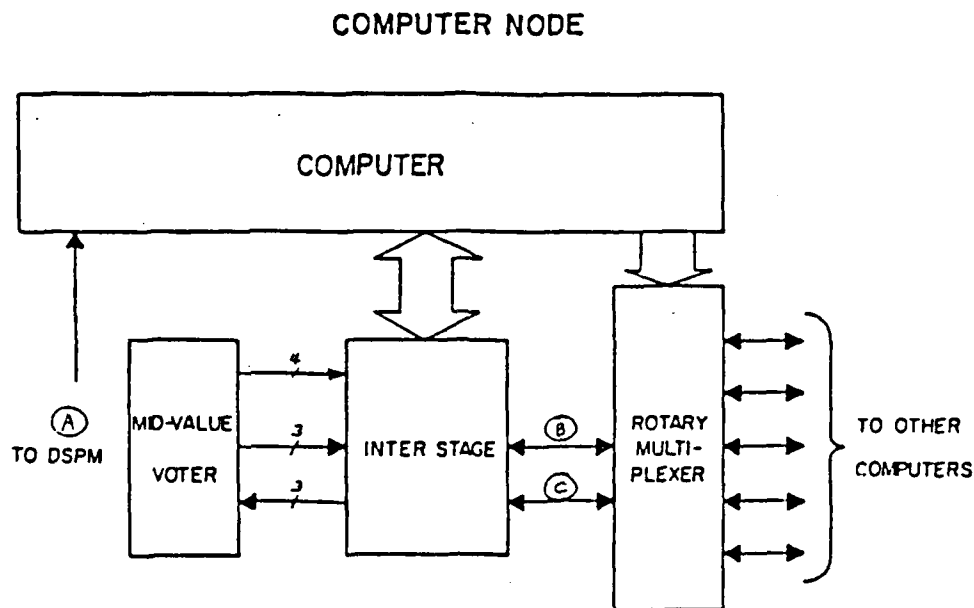 COMPUTER NODE
COMPUTER
4
MID-VALUE
VOTER
3
3
INTER STAGE
B
C
ROTARY
MULTI-
PLEXER
A
TO DSPM
TO OTHER
COMPUTERS